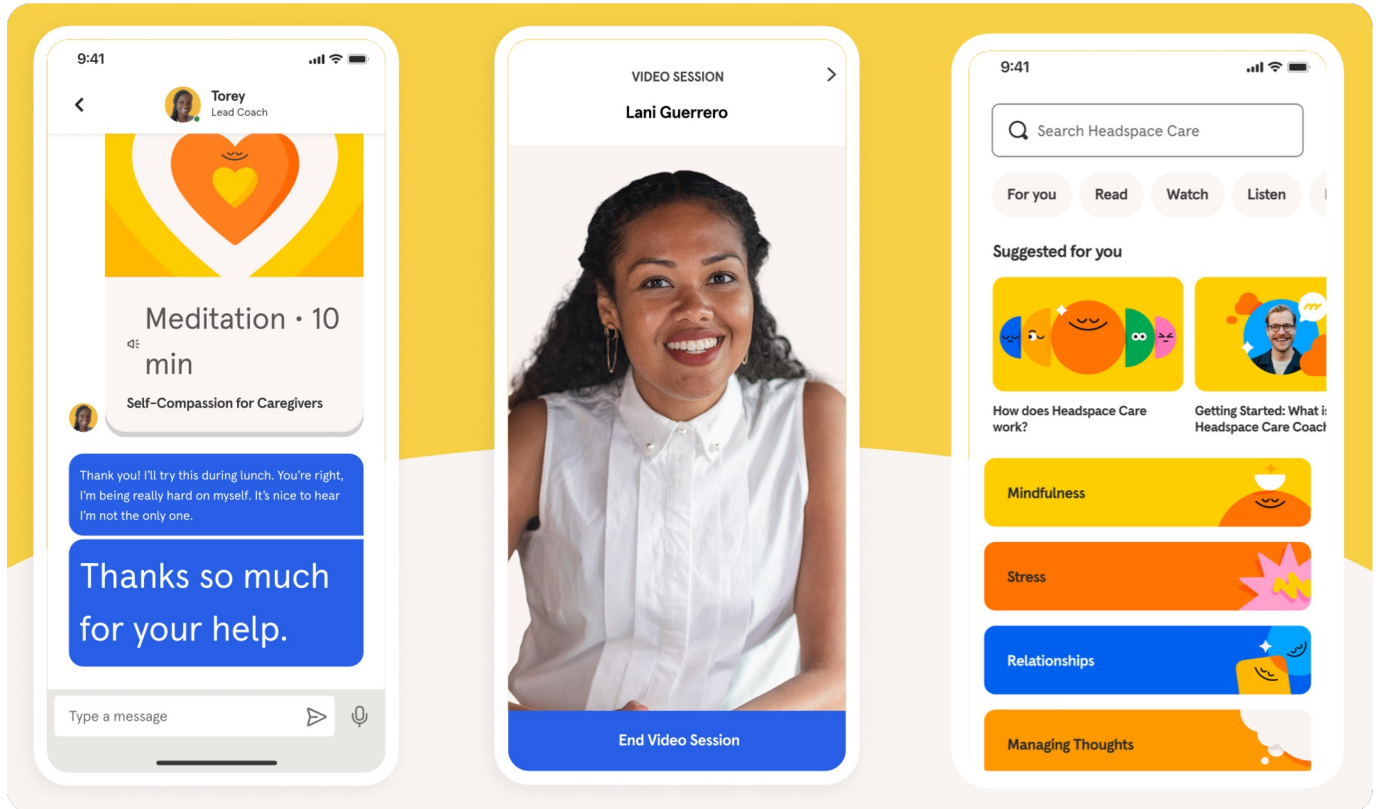 9:41
Torey
Lead Coach
Meditation • 10
min
Self-Compassion for Caregivers
Thank you! I'll try this during lunch. You're right,
I'm being really hard on myself. It's nice to hear
I'm not the only one.
Thanks so much
for your help.
Type a message
VIDEO SESSION
Lani Guerrero
End Video Session
9:41
Search Headspace Care
For you
Read
Watch
Listen
Suggested for you
How does Headspace Care
work?
Getting Started: What is
Headspace Care Coach
Mindfulness
Stress
Relationships
Managing Thoughts